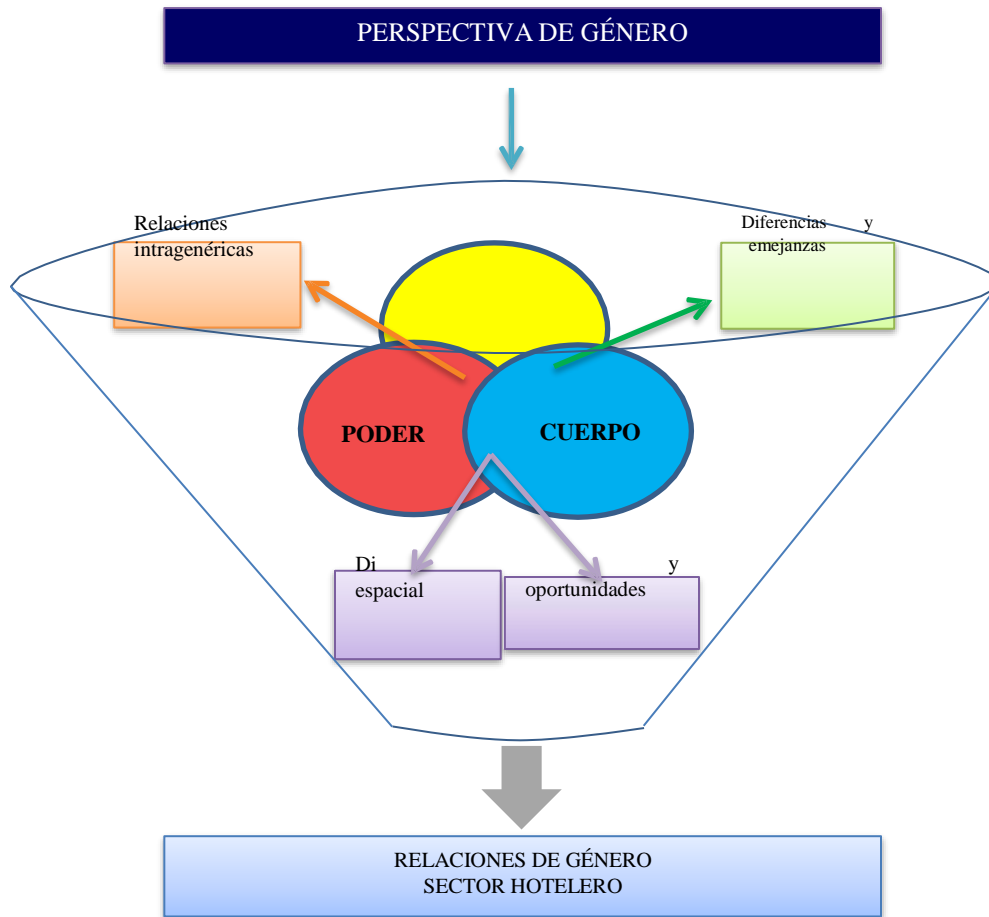 PERSPECTIVA DE GÉNERO
Relaciones
intragenéricas
Diferencias y
emejanzas
PODER
CUERPO
Di
espacial
y
oportunidades
RELACIONES DE GÉNERO
SECTOR HOTELERO